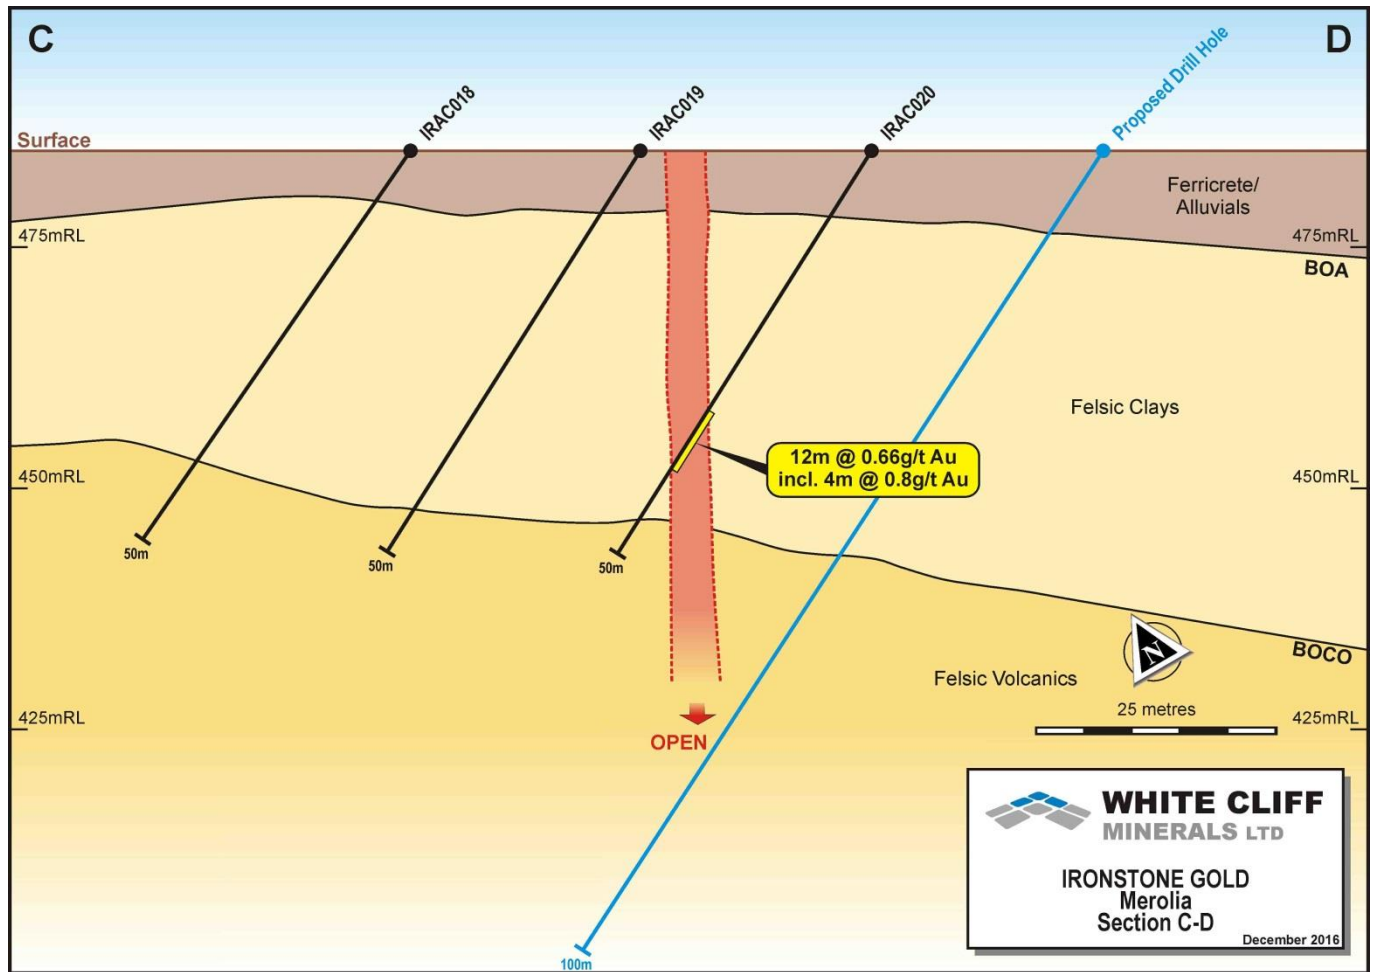 C
D
IRAC018
IRAC019
IRAC020
Proposed Drill Hole
Surface
Ferricrete/
Alluvials
475mRL
475mRL
BOA
Felsic Clays
12m @ 0.66g/t Au
incl. 4m @ 0.8g/t Au
450mRL
450mRL
50m
50m
50m
N
BOCO
Felsic Volcanics
25 metres
425mRL
425mRL
OPEN
WHITE CLIFF
MINERALS LTD
IRONSTONE GOLD
Merolia
Section C-D
December 2016
100m